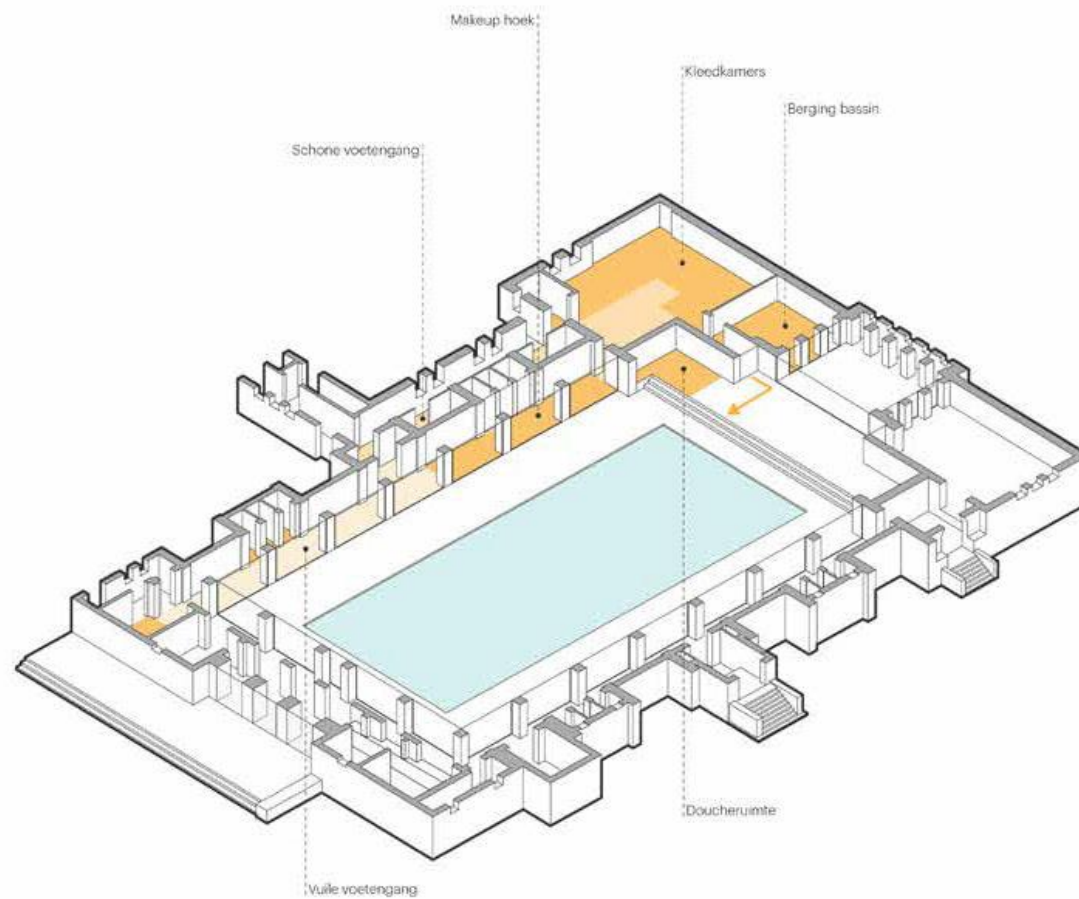 Makeup hoek
Kleedkamers
Berging bassin
Schone voetengang
Doucheruimte
Vuile voetengang